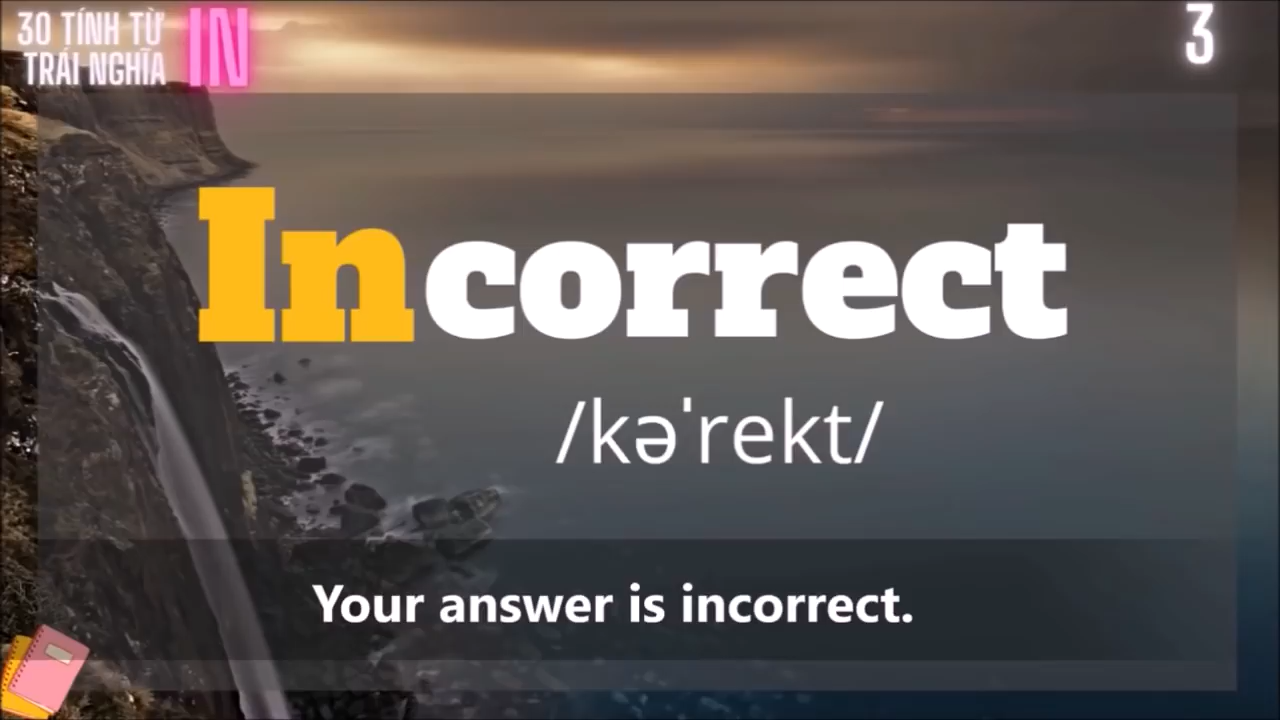 30 TÍNH TỪ
TRÁI NGHĨA
IN
3
Incorrect
/kəˈrekt/
Your answer is incorrect.